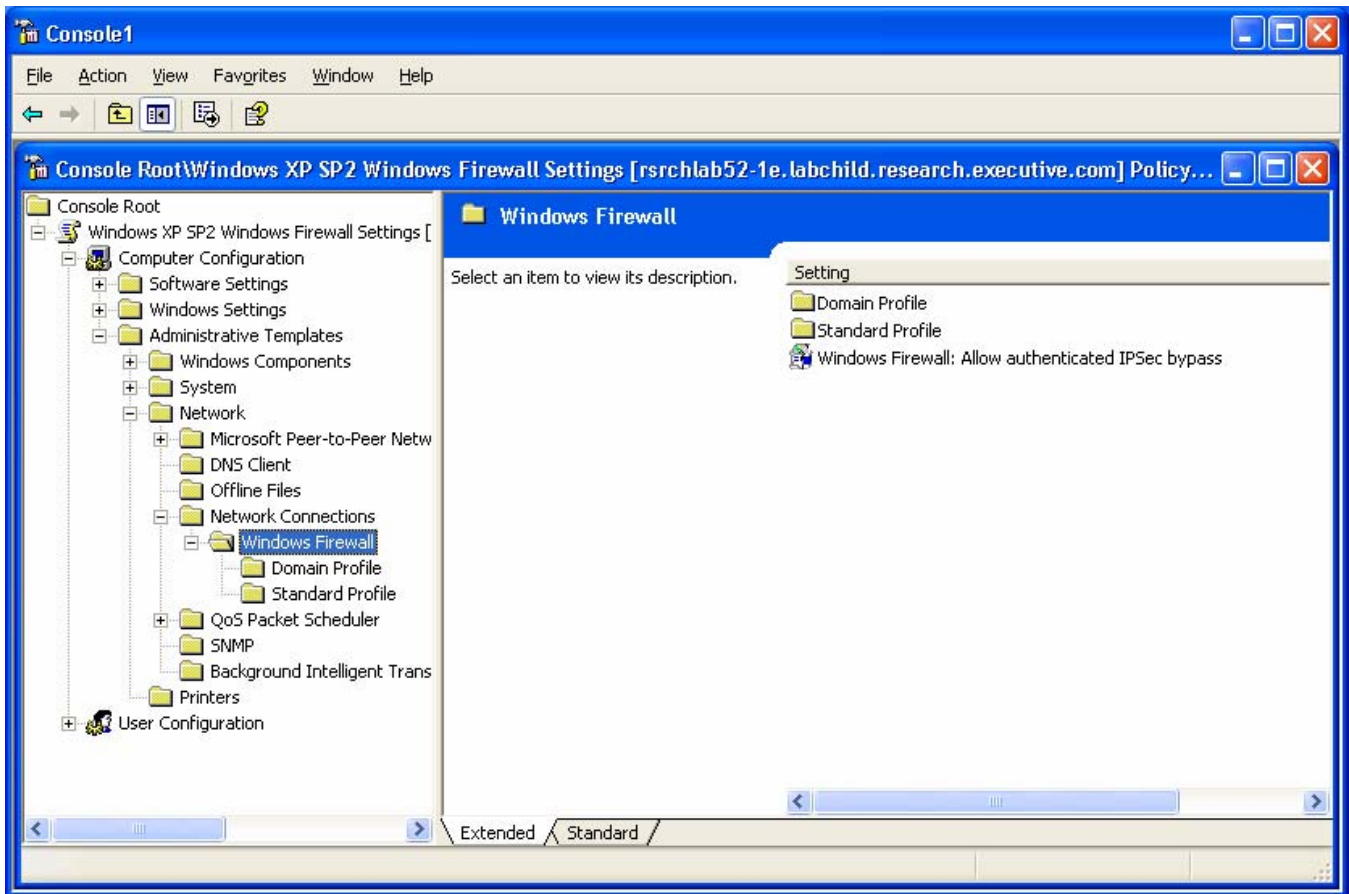 Console1
File Action View Favorites Window Help
Console Root\Windows XP SP2 Windows Firewall Settings [rsrchlab52-1e.labchild.research.executive.com] Policy...
Console Root
Windows XP SP2 Windows Firewall Settings [
Computer Configuration
Software Settings
Windows Settings
Administrative Templates
Windows Components
System
Network
Microsoft Peer-to-Peer Netw
DNS Client
Offline Files
Network Connections
Windows Firewall
Domain Profile
Standard Profile
QoS Packet Scheduler
SNMP
Background Intelligent Trans
Printers
User Configuration
Windows Firewall
Select an item to view its description.
Setting
Domain Profile
Standard Profile
Windows Firewall: Allow authenticated IPSec bypass
Extended Standard